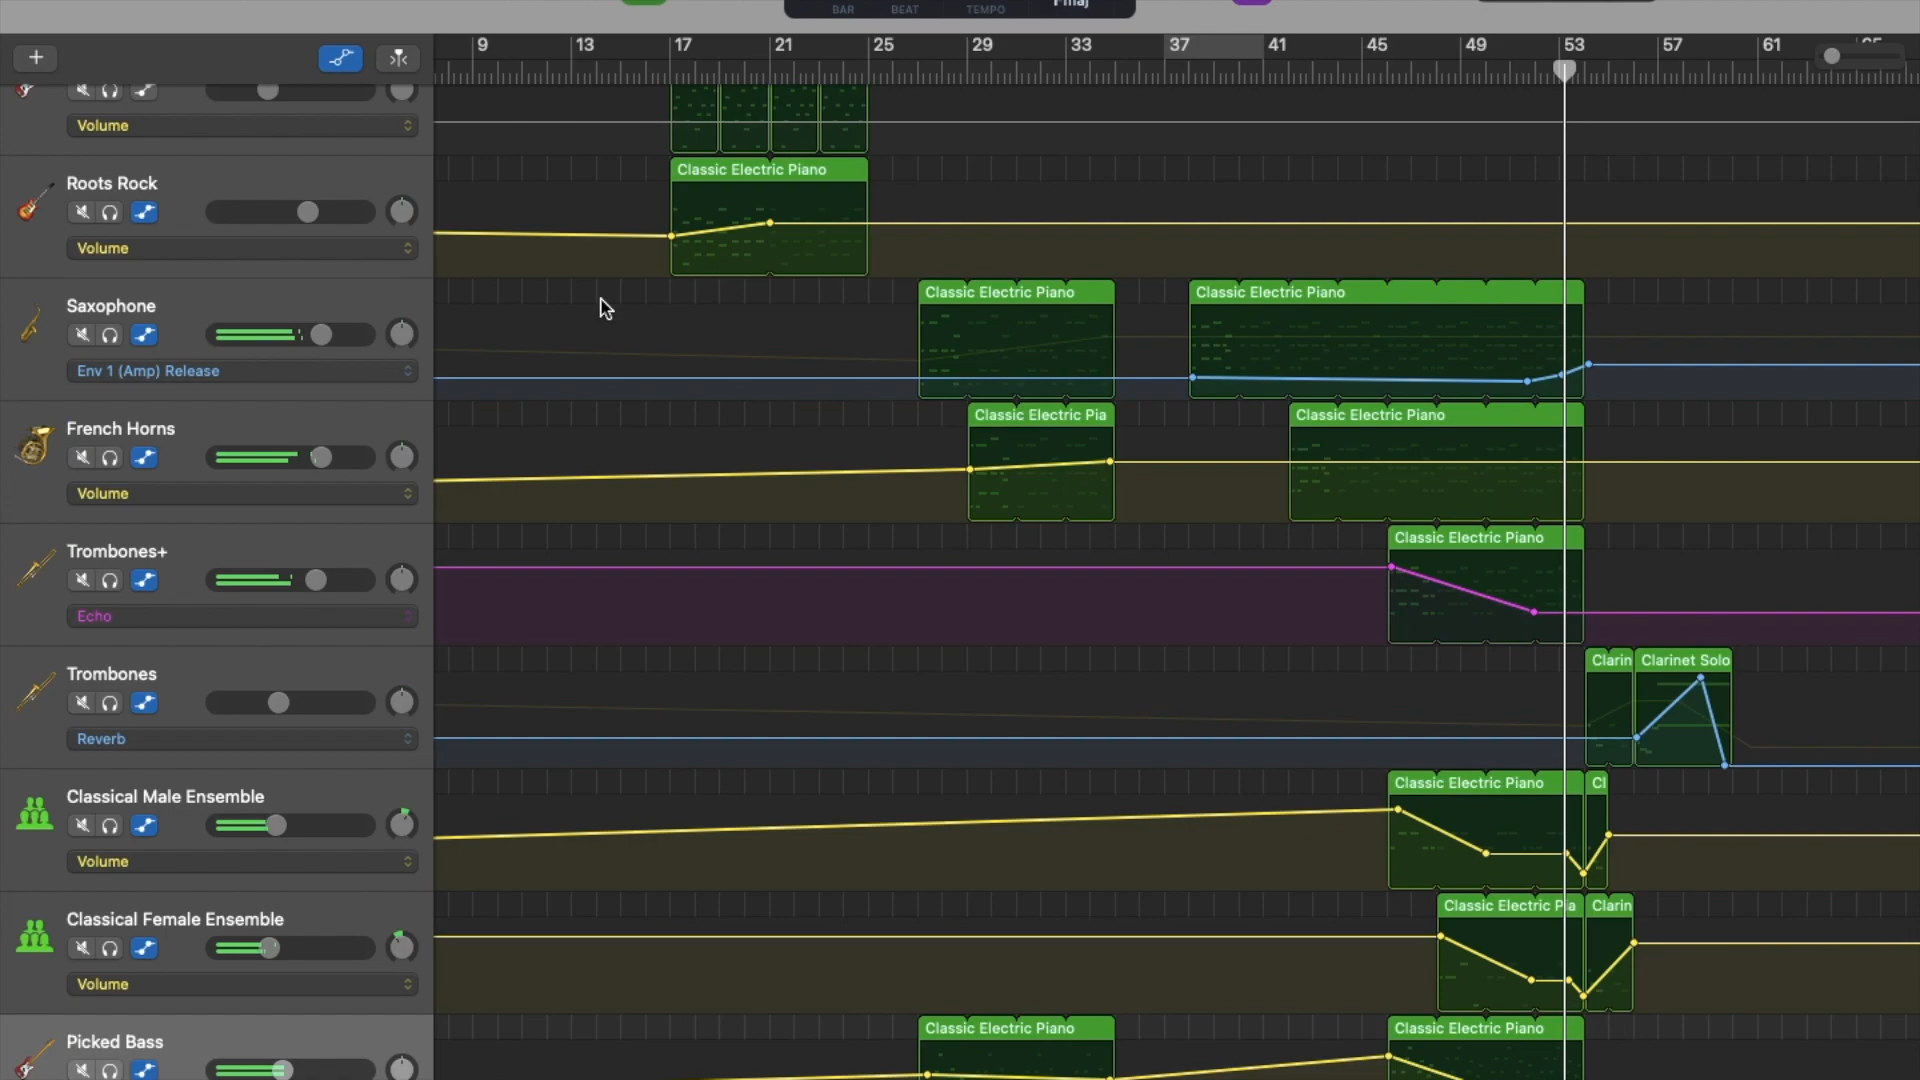 BAR BEAT TEMPO Fmaj
9 13 17 21 25 29 33 37 41 45 49 53 57 61 65
Volume
Classic Electric Piano
Roots Rock
Volume
Classic Electric Piano Classic Electric Piano
Saxophone
Env 1 (Amp) Release
Classic Electric Pia Classic Electric Piano
French Horns
Volume
Classic Electric Piano
Trombones+
Echo
Clarin Clarinet Solo
Trombones
Reverb
Classic Electric Piano Cl
Classical Male Ensemble
Volume
Classic Electric Pia Clarin
Classical Female Ensemble
Volume
Classic Electric Piano Classic Electric Piano
Picked Bass